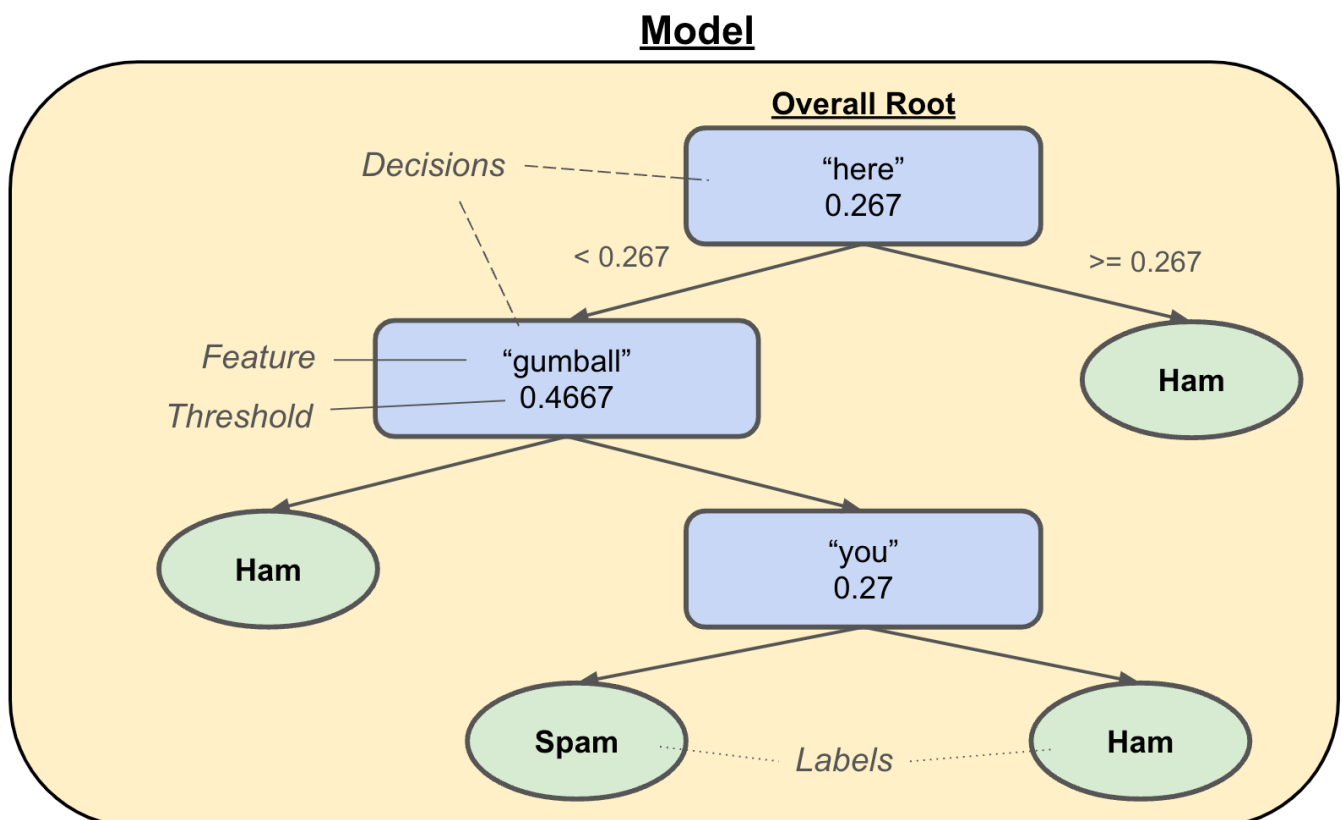 Model
Overall Root
Decisions
“here”
0.267
< 0.267
>= 0.267
Feature
“gumball”
0.4667
Threshold
Ham
Ham
“you”
0.27
Spam
Labels
Ham